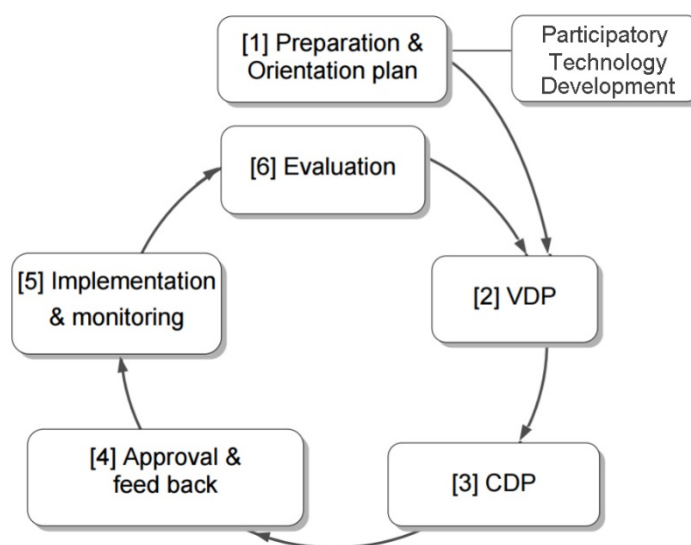 [1] Preparation &
Orientation plan
Participatory
Technology
Development
[6] Evaluation
[5] Implementation
& monitoring
[2] VDP
[4] Approval &
feed back
[3] CDP